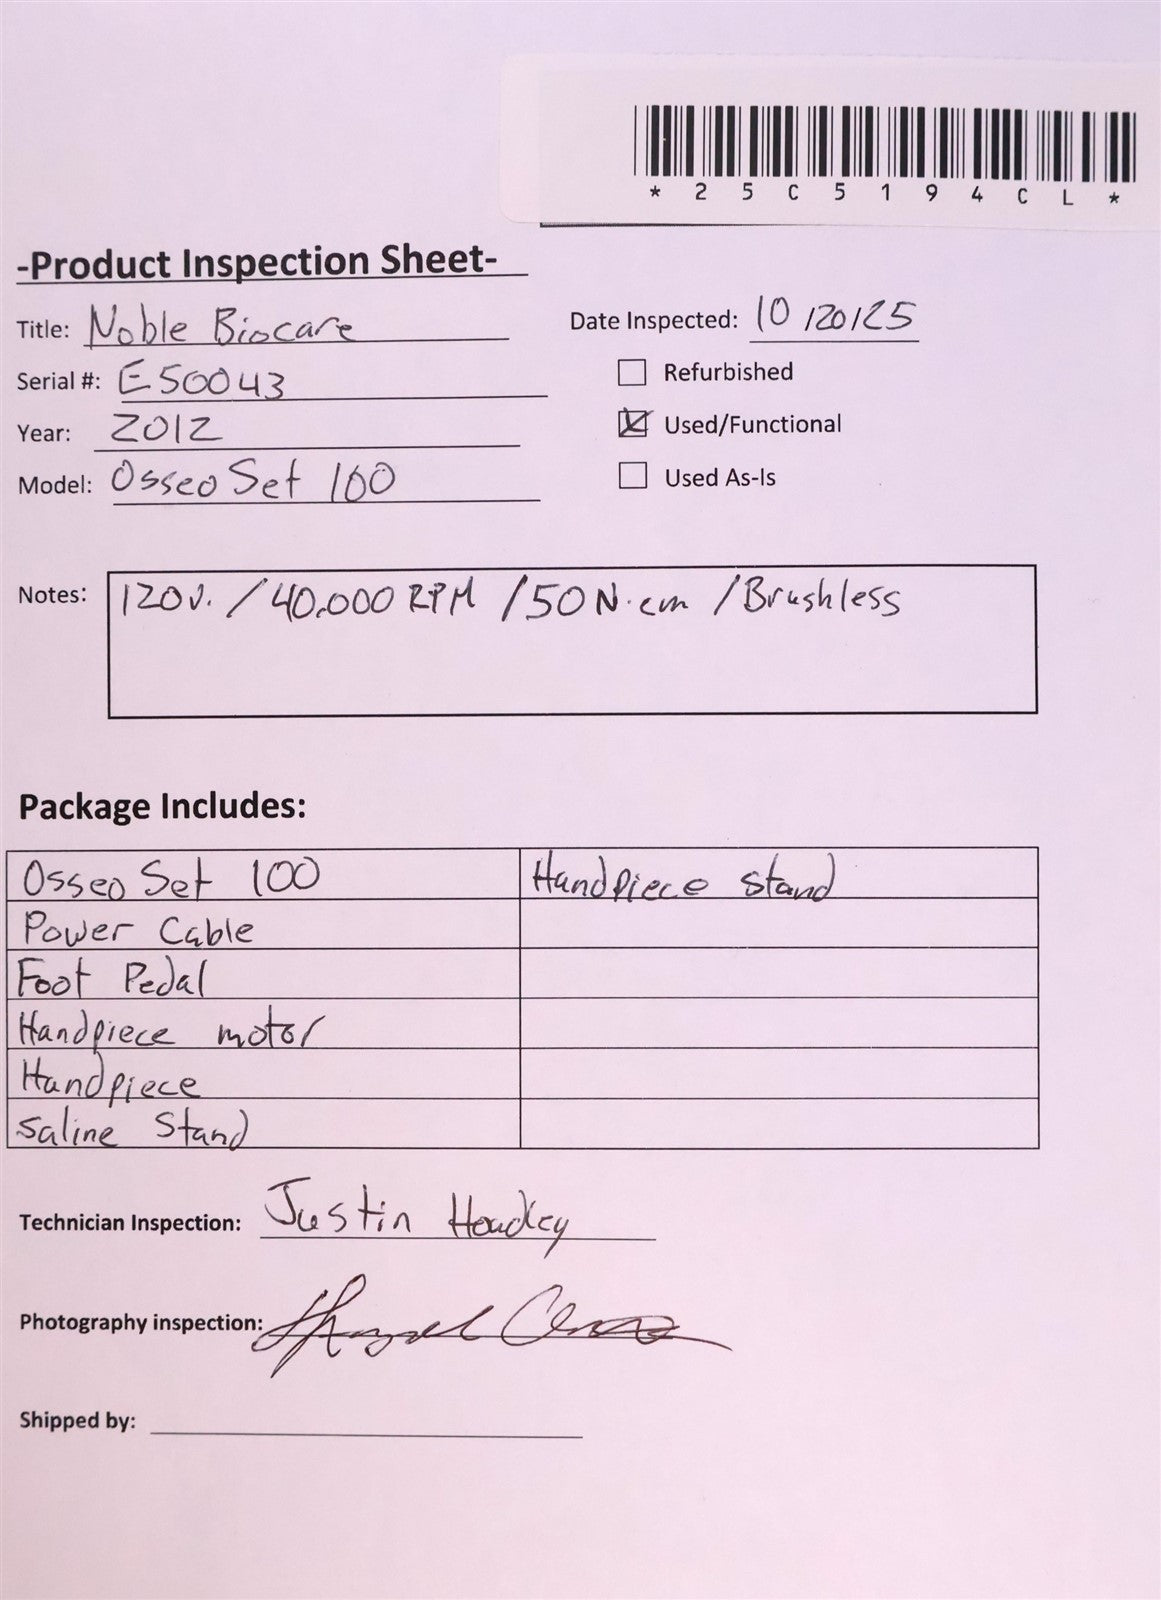 *25C5194CL*
-Product Inspection Sheet-
Title: Noble Biocare
Date Inspected: 10/20/25
Serial #: E50043
Refurbished
Year: 2012
Used/Functional
Model: OsseoSet 100
Used As-Is
Notes: 120V. / 40,000 RPM / 50 N·cm / Brushless
Package Includes:
OsseoSet 100 Handpiece stand
Power Cable
Foot Pedal
Handpiece motor
Handpiece
Saline Stand
Technician Inspection: Justin
Photography inspection:
Shipped by: